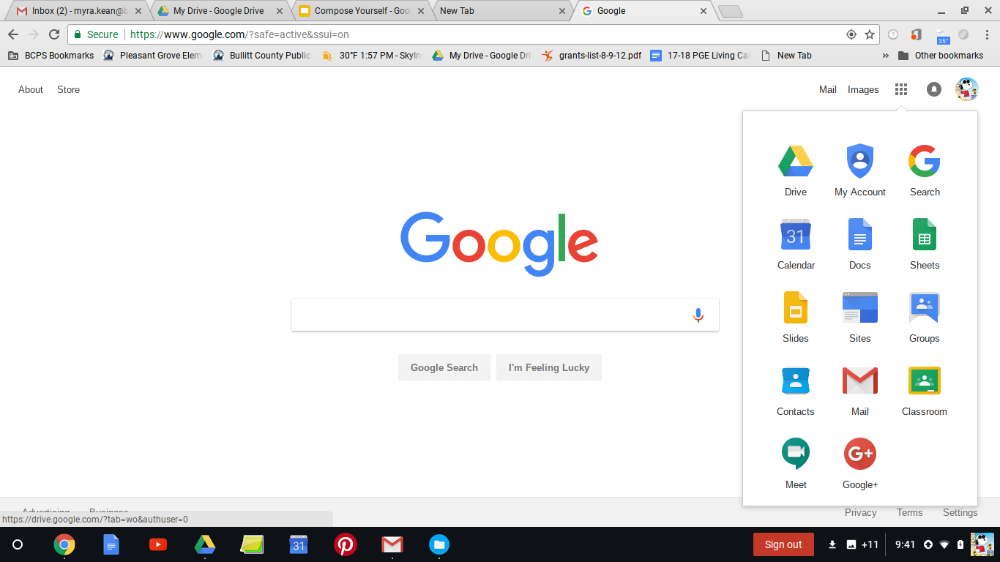 Inbox (2) - myra.kean@b
My Drive - Google Drive
Compose Yourself - Goo
New Tab
Google
Secure
https://www.google.com/?safe=active&ssui=on
35°
BCPS Bookmarks
Pleasant Grove Elem
Bullitt County Public
30°F 1:57 PM - SkyIn
My Drive - Google Dri
grants-list-8-9-12.pdf
17-18 PGE Living Ca
New Tab
»
Other bookmarks
About
Store
Mail
Images
Google
Google Search
I'm Feeling Lucky
Drive
My Account
G
Search
31
Calendar
Docs
Sheets
Slides
Sites
Groups
Contacts
Mail
Classroom
Meet
G+
Google+
Advertising
Business
Privacy
Terms
Settings
https://drive.google.com/?tab=wo&authuser=0
31
Sign out
+11
9:41